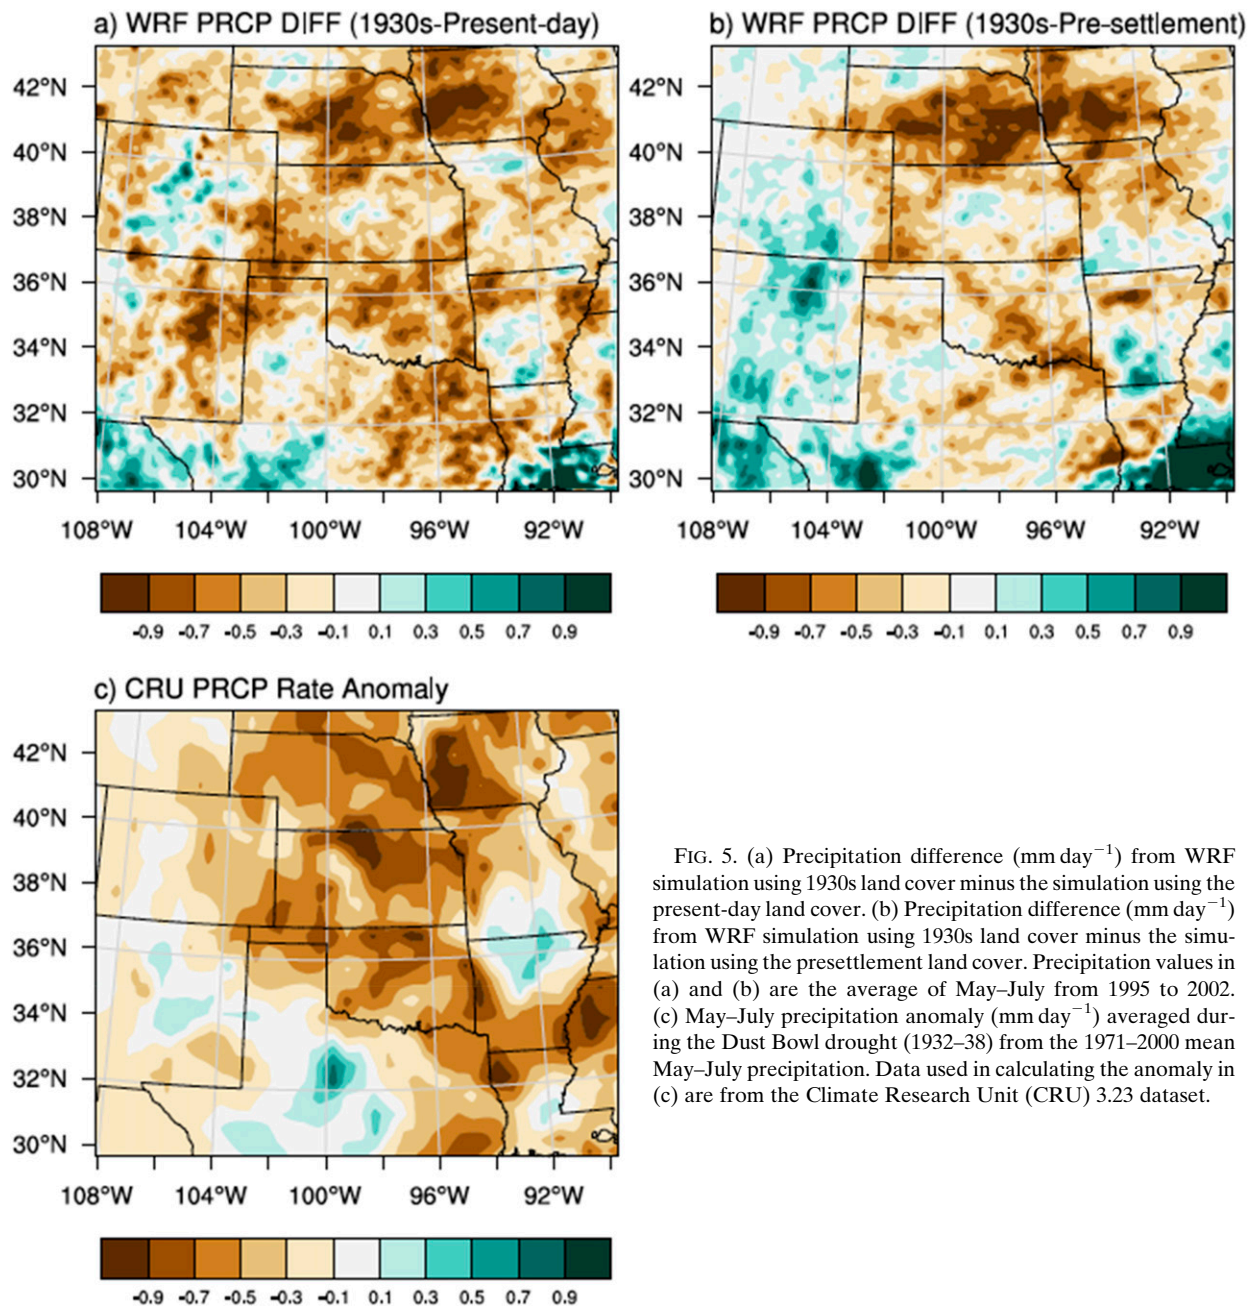 a) WRF PRCP DIFF (1930s-Present-day)
42°N
40°N
38°N
36°N
34°N
32°N
30°N
108°W 104°W 100°W 96°W 92°W
-0.9 -0.7 -0.5 -0.3 -0.1 0.1 0.3 0.5 0.7 0.9
b) WRF PRCP DIFF (1930s-Pre-settlement)
42°N
40°N
38°N
36°N
34°N
32°N
30°N
108°W 104°W 100°W 96°W 92°W
-0.9 -0.7 -0.5 -0.3 -0.1 0.1 0.3 0.5 0.7 0.9
c) CRU PRCP Rate Anomaly
42°N
40°N
38°N
36°N
34°N
32°N
30°N
108°W 104°W 100°W 96°W 92°W
-0.9 -0.7 -0.5 -0.3 -0.1 0.1 0.3 0.5 0.7 0.9
FIG. 5. (a) Precipitation difference (mm day⁻¹) from WRF
simulation using 1930s land cover minus the simulation using the
present-day land cover. (b) Precipitation difference (mm day⁻¹)
from WRF simulation using 1930s land cover minus the simu-
lation using the presettlement land cover. Precipitation values in
(a) and (b) are the average of May–July from 1995 to 2002.
(c) May–July precipitation anomaly (mm day⁻¹) averaged dur-
ing the Dust Bowl drought (1932–38) from the 1971–2000 mean
May–July precipitation. Data used in calculating the anomaly in
(c) are from the Climate Research Unit (CRU) 3.23 dataset.